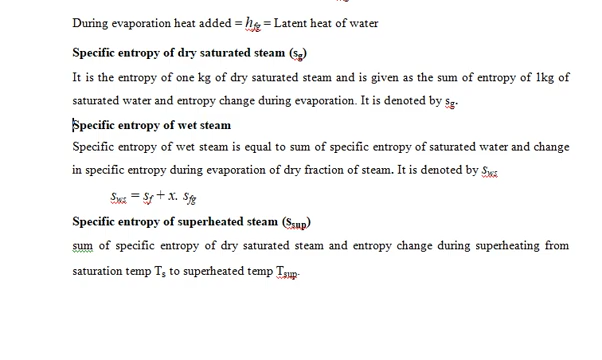 During evaporation heat added = hfg = Latent heat of water
Specific entropy of dry saturated steam (sg)
It is the entropy of one kg of dry saturated steam and is given as the sum of entropy of 1kg of
saturated water and entropy change during evaporation. It is denoted by sg.
Specific entropy of wet steam
Specific entropy of wet steam is equal to sum of specific entropy of saturated water and change
in specific entropy during evaporation of dry fraction of steam. It is denoted by Sws
Sws = Sf + x. Sfg
Specific entropy of superheated steam (Ssup)
sum of specific entropy of dry saturated steam and entropy change during superheating from
saturation temp Ts to superheated temp Tsup.